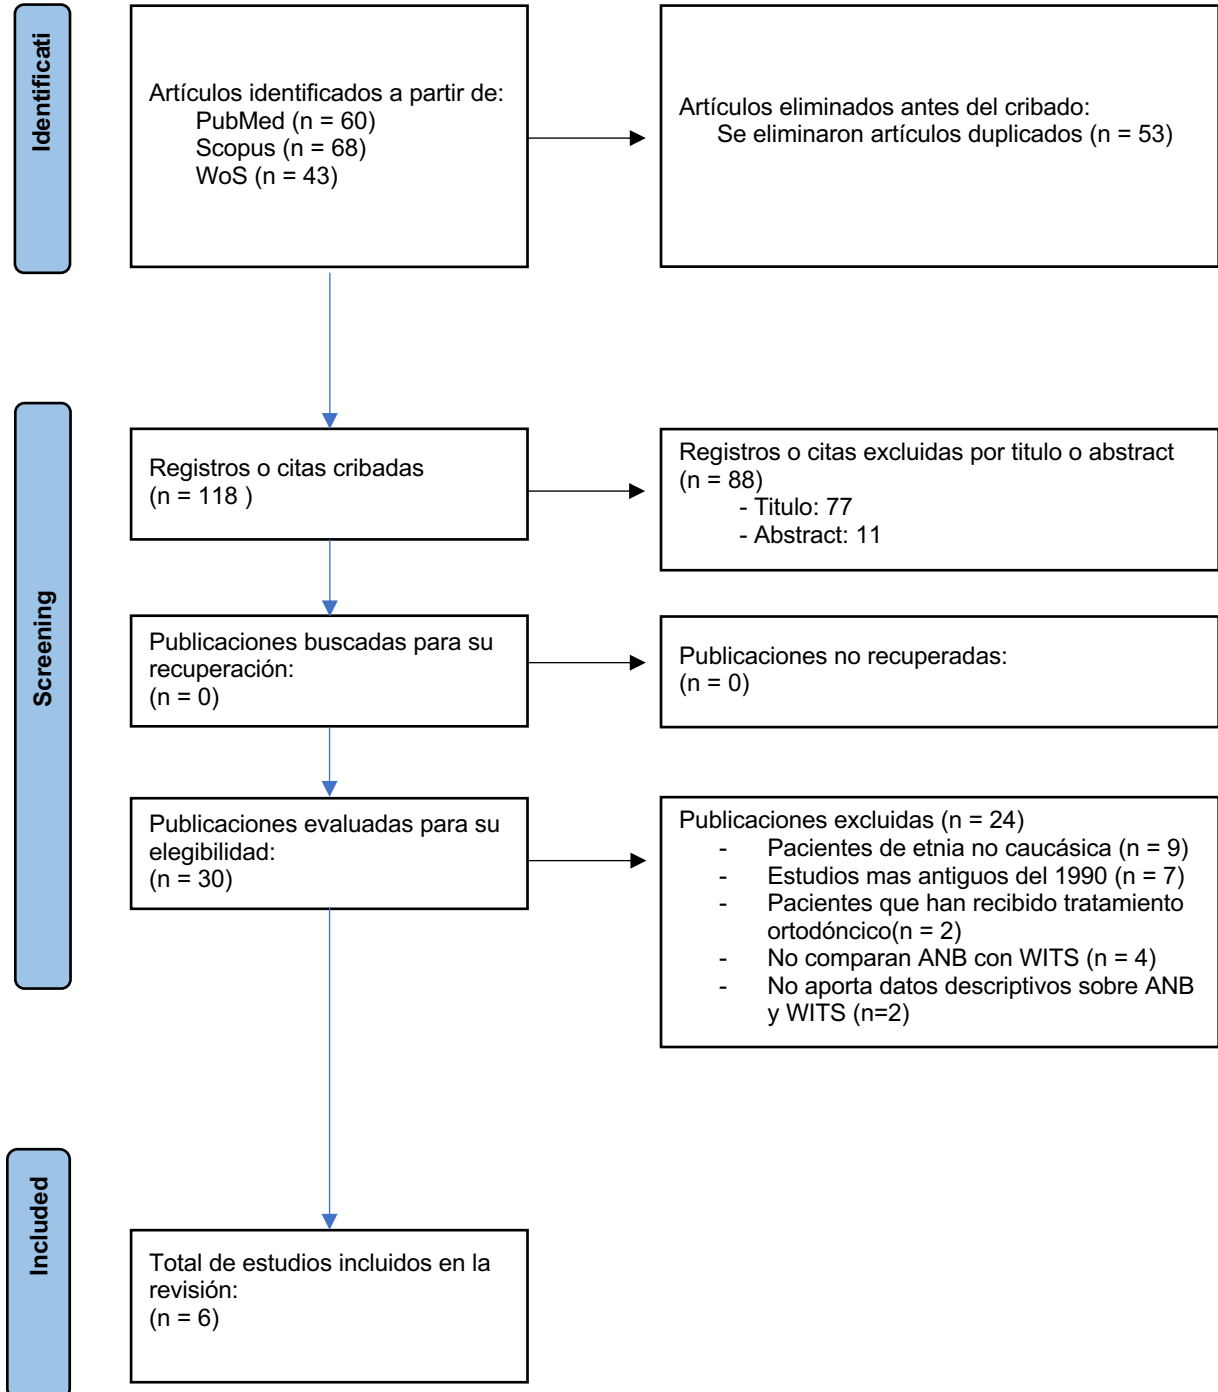 Identificati
Artículos identificados a partir de:
PubMed (n = 60)
Scopus (n = 68)
WoS (n = 43)
Artículos eliminados antes del cribado:
Se eliminaron artículos duplicados (n = 53)
Screening
Registros o citas cribadas
(n = 118 )
Registros o citas excluidas por titulo o abstract
(n = 88)
- Titulo: 77
- Abstract: 11
Publicaciones buscadas para su
recuperación:
(n = 0)
Publicaciones no recuperadas:
(n = 0)
Publicaciones evaluadas para su
elegibilidad:
(n = 30)
Publicaciones excluidas (n = 24)
- Pacientes de etnia no caucásica (n = 9)
- Estudios mas antiguos del 1990 (n = 7)
- Pacientes que han recibido tratamiento
ortodóncico(n = 2)
- No comparan ANB con WITS (n = 4)
- No aporta datos descriptivos sobre ANB
y WITS (n=2)
Included
Total de estudios incluidos en la
revisión:
(n = 6)